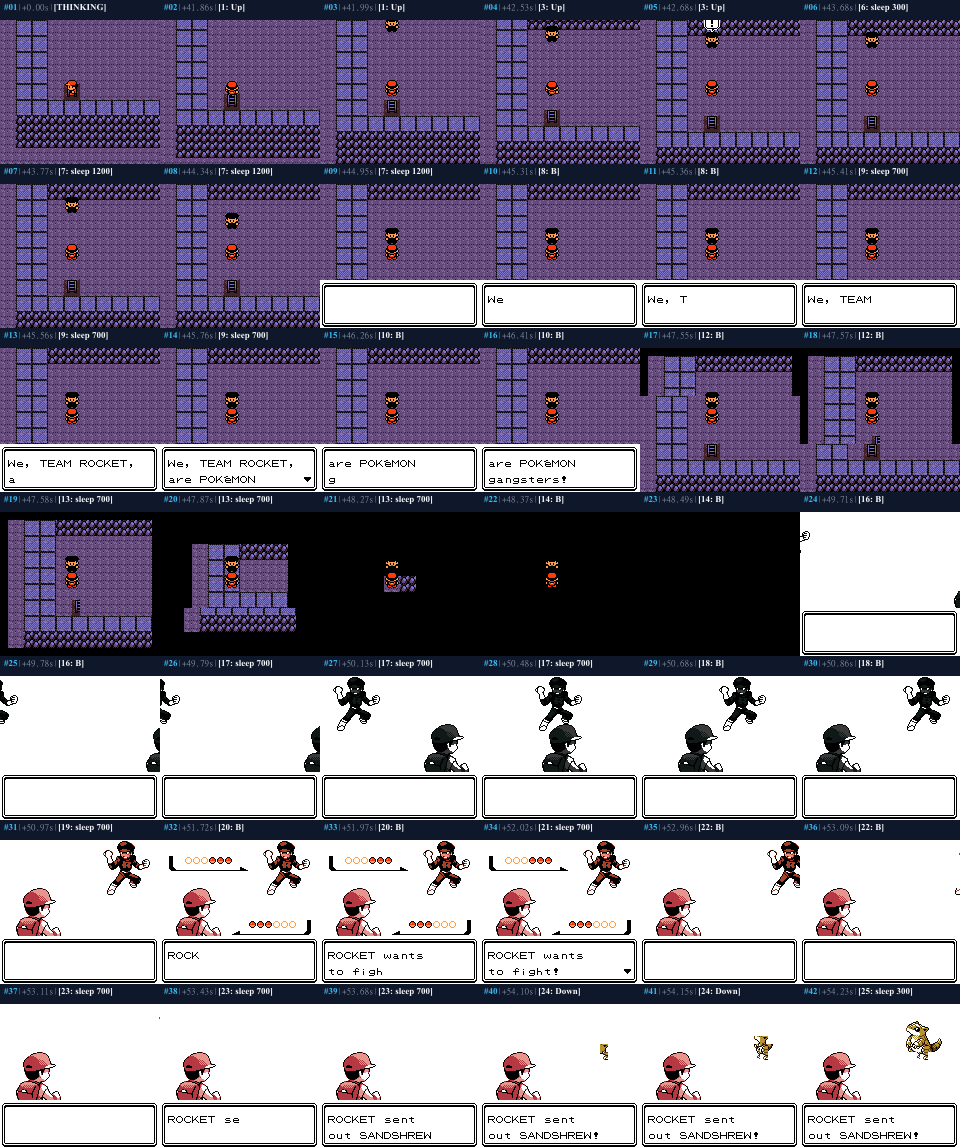 #01|+0.00s| [THINKING]
#02|+41.86s| [1: Up]
#03|+41.99s| [1: Up]
#04|+42.53s| [3: Up]
#05|+42.68s| [3: Up]
#06|+43.68s| [6: sleep 300]
#07|+43.77s| [7: sleep 1200]
#08|+44.34s| [7: sleep 1200]
#09|+44.95s| [7: sleep 1200]
#10|+45.31s| [8: B]
#11|+45.36s| [8: B]
#12|+45.41s| [9: sleep 700]
We
We, T
We, TEAM
#13|+45.56s| [9: sleep 700]
#14|+45.76s| [9: sleep 700]
#15|+46.26s| [10: B]
#16|+46.41s| [10: B]
#17|+47.55s| [12: B]
#18|+47.57s| [12: B]
We, TEAM ROCKET,
a
We, TEAM ROCKET,
are POKéMON
are POKéMON
g
are POKéMON
gangsters!
#19|+47.58s| [13: sleep 700]
#20|+47.87s| [13: sleep 700]
#21|+48.27s| [13: sleep 700]
#22|+48.37s| [14: B]
#23|+48.49s| [14: B]
#24|+49.71s| [16: B]
#25|+49.78s| [16: B]
#26|+49.79s| [17: sleep 700]
#27|+50.13s| [17: sleep 700]
#28|+50.48s| [17: sleep 700]
#29|+50.68s| [18: B]
#30|+50.86s| [18: B]
#31|+50.97s| [19: sleep 700]
#32|+51.72s| [20: B]
#33|+51.97s| [20: B]
#34|+52.02s| [21: sleep 700]
#35|+52.96s| [22: B]
#36|+53.09s| [22: B]
ROCK
ROCKET wants
to figh
ROCKET wants
to fight!
#37|+53.11s| [23: sleep 700]
#38|+53.43s| [23: sleep 700]
#39|+53.68s| [23: sleep 700]
#40|+54.10s| [24: Down]
#41|+54.15s| [24: Down]
#42|+54.23s| [25: sleep 300]
ROCKET se
ROCKET sent
out SANDSHREW
ROCKET sent
out SANDSHREW!
ROCKET sent
out SANDSHREW!
ROCKET sent
out SANDSHREW!